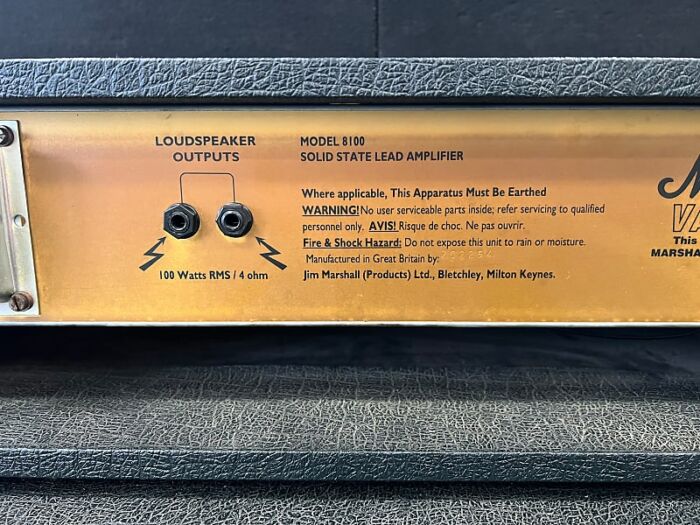 LOUDSPEAKER
OUTPUTS
100 Watts RMS / 4 ohm
MODEL 8100
SOLID STATE LEAD AMPLIFIER
Where applicable, This Apparatus Must Be Earthed
WARNING! No user serviceable parts inside; refer servicing to qualified
personnel only. AVIS! Risque de choc. Ne pas ouvrir.
Fire & Shock Hazard: Do not expose this unit to rain or moisture.
Manufactured in Great Britain by:
Jim Marshall (Products) Ltd., Bletchley, Milton Keynes.
This
MARSHA